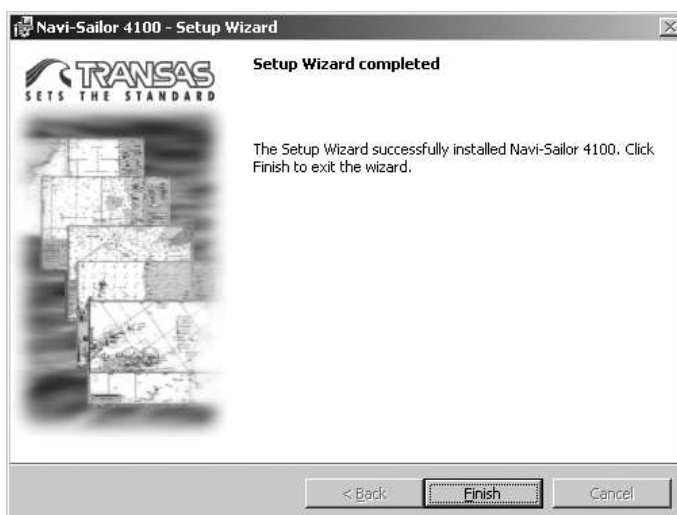 Navi-Sailor 4100 - Setup Wizard
TRANSAS
SETS THE STANDARD
Setup Wizard completed
The Setup Wizard successfully installed Navi-Sailor 4100. Click
Finish to exit the wizard.
< Back
Finish
Cancel